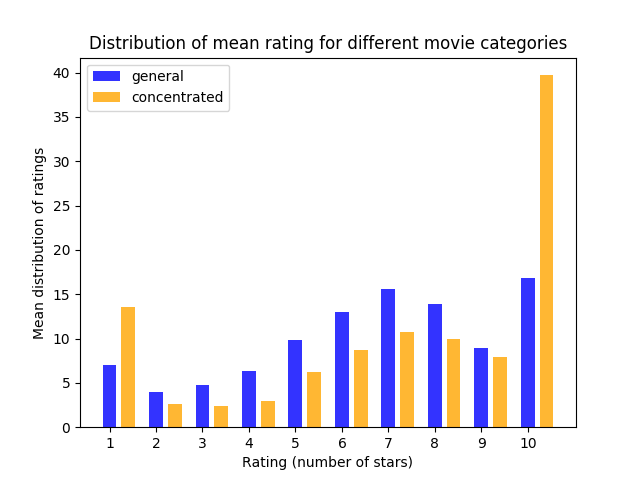 Distribution of mean rating for different movie categories
general
concentrated
Mean distribution of ratings
40
35
30
25
20
15
10
5
0
1 2 3 4 5 6 7 8 9 10
Rating (number of stars)